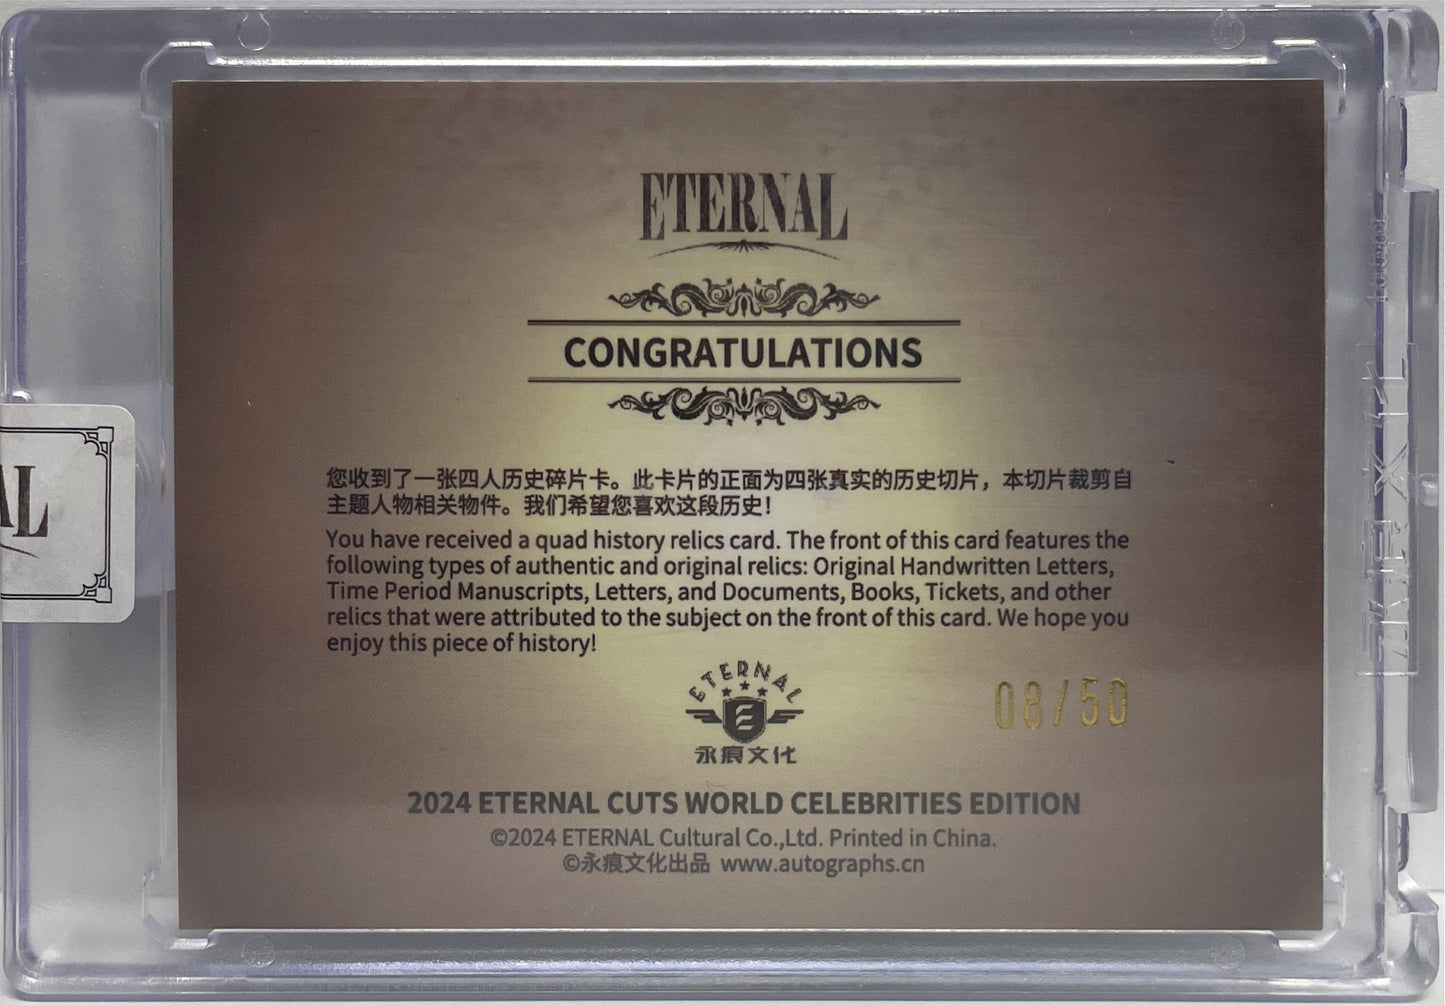 ETERNAL
CONGRATULATIONS
您收到了一张四人历史碎片卡。此卡片的正面为四张真实的历史切片，本切片裁剪自
主题人物相关物件。我们希望您喜欢这段历史！
You have received a quad history relics card. The front of this card features the
following types of authentic and original relics: Original Handwritten Letters,
Time Period Manuscripts, Letters, and Documents, Books, Tickets, and other
relics that were attributed to the subject on the front of this card. We hope you
enjoy this piece of history!
AL
ETERNAL
E
永痕文化
08/50
2024 ETERNAL CUTS WORLD CELEBRITIES EDITION
©2024 ETERNAL Cultural Co.,Ltd. Printed in China.
©永痕文化出品 www.autographs.cn
永痕文化